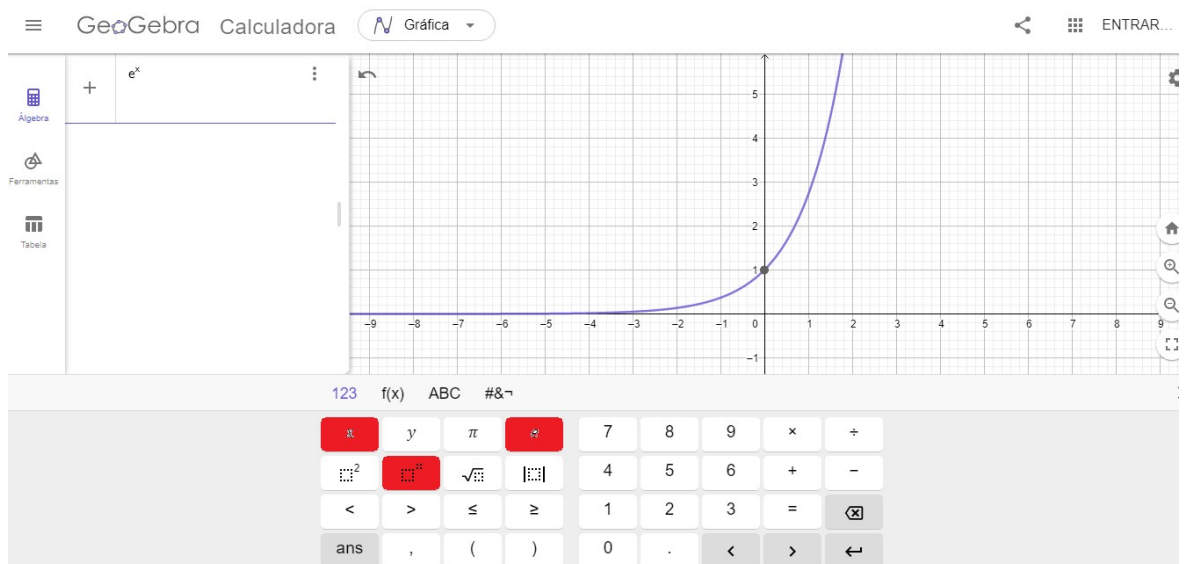 GeoGebra Calculadora Gráfica ENTRAR...
e^x
Álgebra
Ferramentas
Tabela
5
4
3
2
1
−9 −8 −7 −6 −5 −4 −3 −2 −1 0 1 2 3 4 5 6 7 8 9
−1
123 f(x) ABC #&¬
x y π e 7 8 9 × ÷
□² □^□ √□ |□| 4 5 6 + −
< > ≤ ≥ 1 2 3 =
ans , ( ) 0 . < >